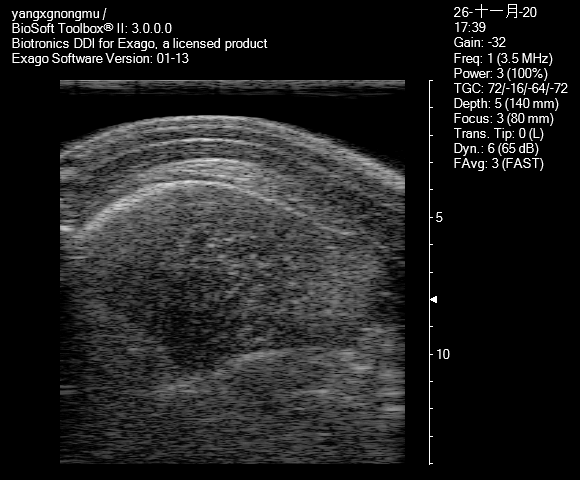 yangxgnongmu /
BioSoft Toolbox® II: 3.0.0.0
Biotronics DDI for Exago, a licensed product
Exago Software Version: 01-13
26-十一月-20
17:39
Gain: -32
Freq: 1 (3.5 MHz)
Power: 3 (100%)
TGC: 72/-16/-64/-72
Depth: 5 (140 mm)
Focus: 3 (80 mm)
Trans. Tip: 0 (L)
Dyn.: 6 (65 dB)
FAvg: 3 (FAST)
5
10